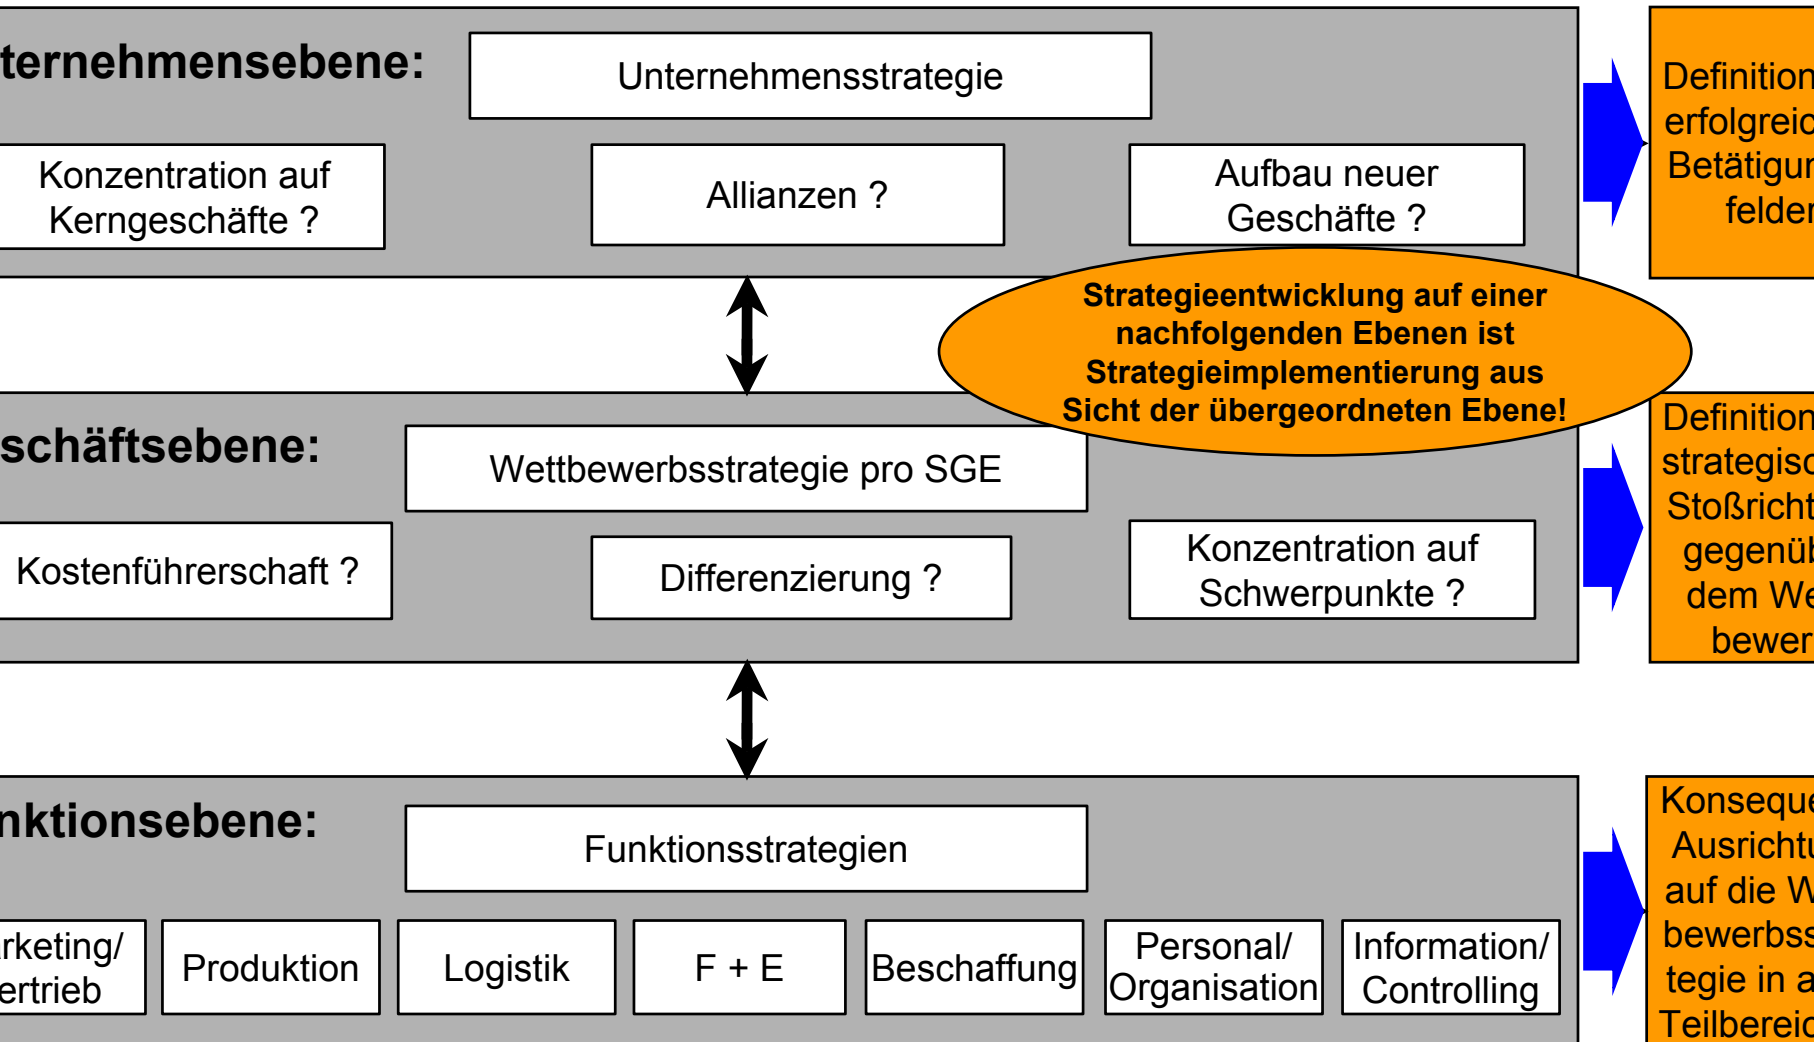 ternehmensebene:
Unternehmensstrategie
Konzentration auf
Kerngeschäfte ?
Allianzen ?
Aufbau neuer
Geschäfte ?
Definition
erfolgreic
Betätigun
felder
Strategieentwicklung auf einer
nachfolgenden Ebenen ist
Strategieimplementierung aus
Sicht der übergeordneten Ebene!
schäftsebene:
Wettbewerbsstrategie pro SGE
Kostenführerschaft ?
Differenzierung ?
Konzentration auf
Schwerpunkte ?
Definition
strategisc
Stoßricht
gegenüb
dem We
bewer
nktionsebene:
Funktionsstrategien
rketing/
ertrieb
Produktion
Logistik
F + E
Beschaffung
Personal/
Organisation
Information/
Controlling
Konseque
Ausrichtu
auf die W
bewerbss
tegie in a
Teilbereic